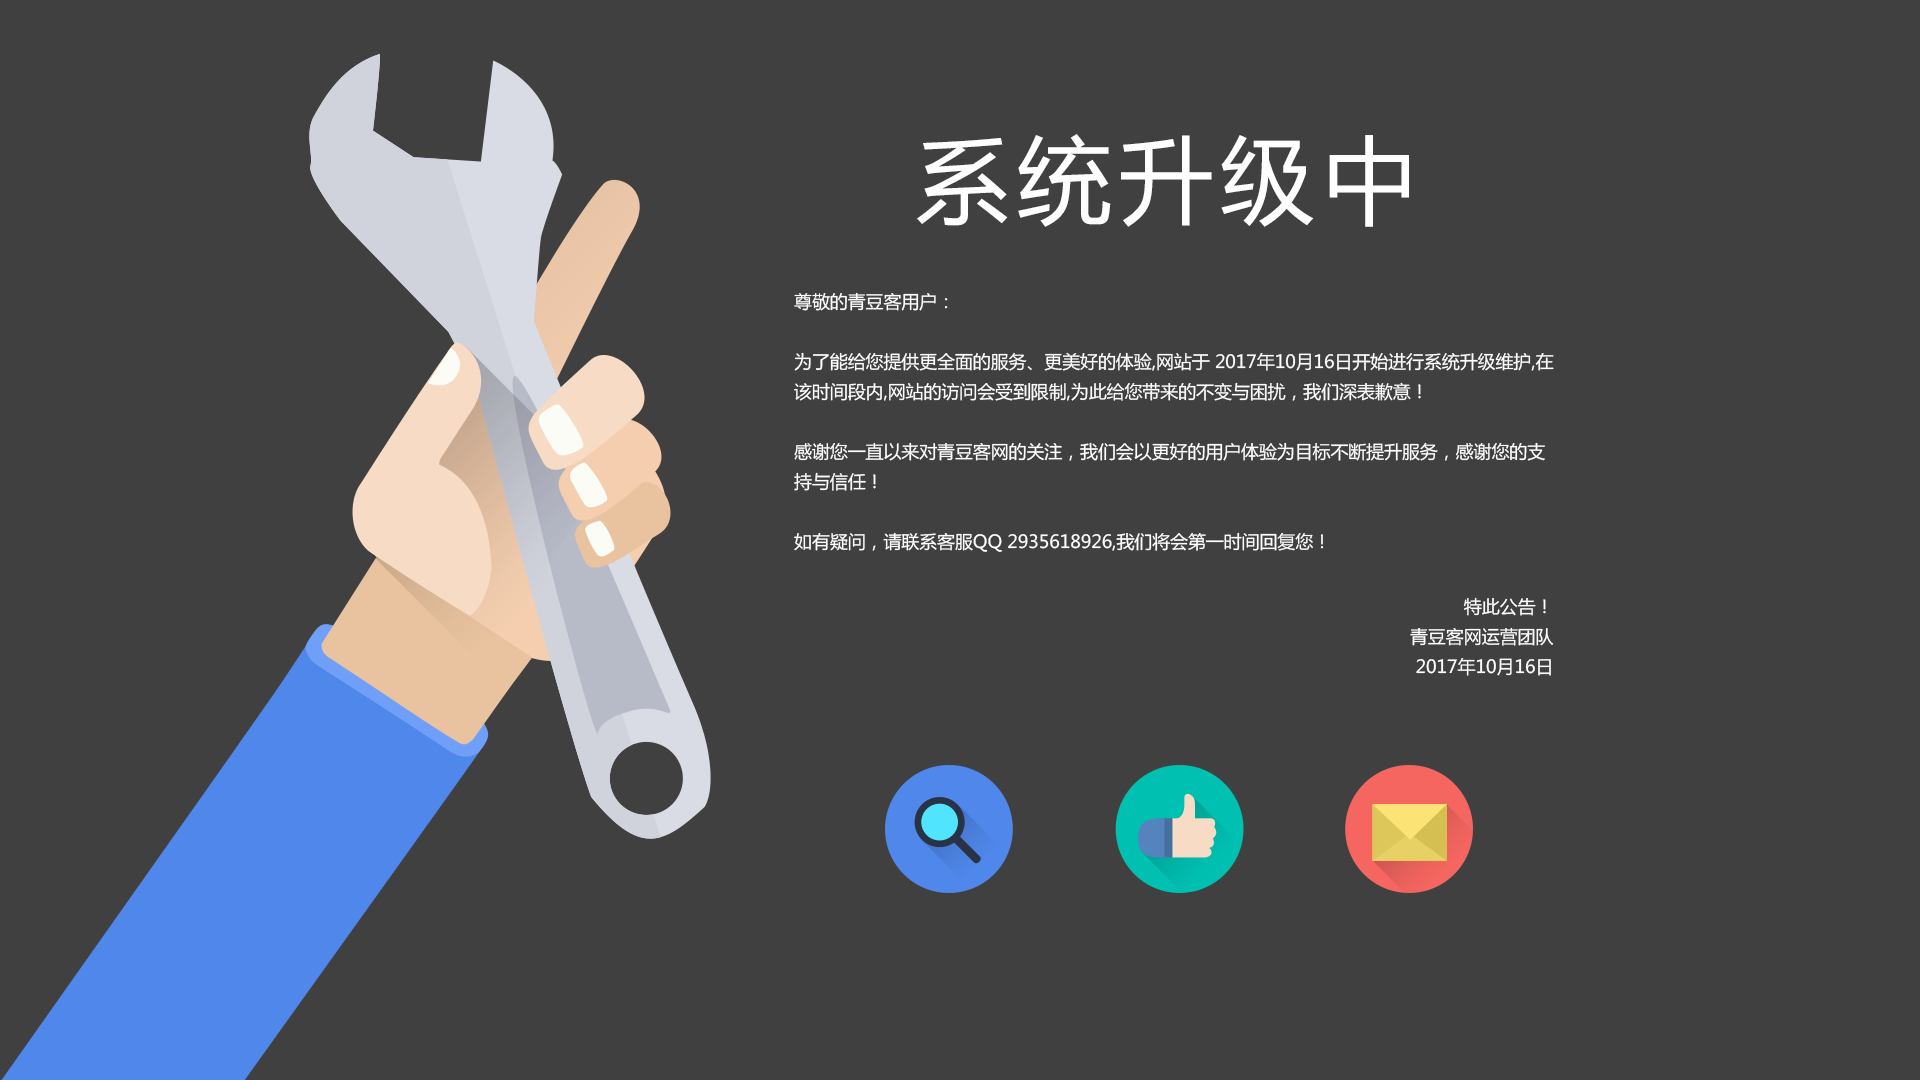 系统升级中
尊敬的青豆客用户：
为了能给您提供更全面的服务、更美好的体验,网站于 2017年10月16日开始进行系统升级维护,在
该时间段内,网站的访问会受到限制,为此给您带来的不变与困扰，我们深表歉意！
感谢您一直以来对青豆客网的关注，我们会以更好的用户体验为目标不断提升服务，感谢您的支
持与信任！
如有疑问，请联系客服QQ 2935618926,我们将会第一时间回复您！
特此公告！
青豆客网运营团队
2017年10月16日